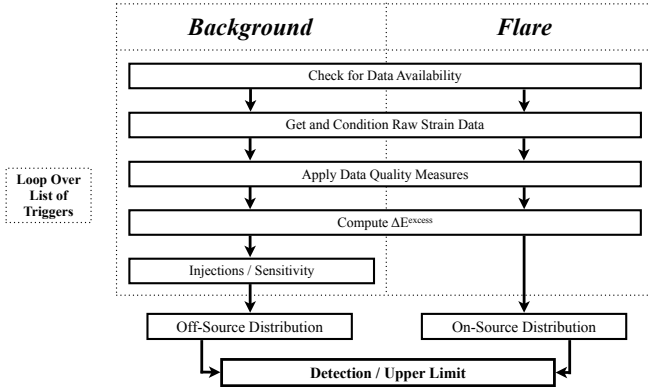 Background
Flare
Check for Data Availability
Get and Condition Raw Strain Data
Loop Over
List of
Triggers
Apply Data Quality Measures
Compute ΔE^excess
Injections / Sensitivity
Off-Source Distribution
On-Source Distribution
Detection / Upper Limit